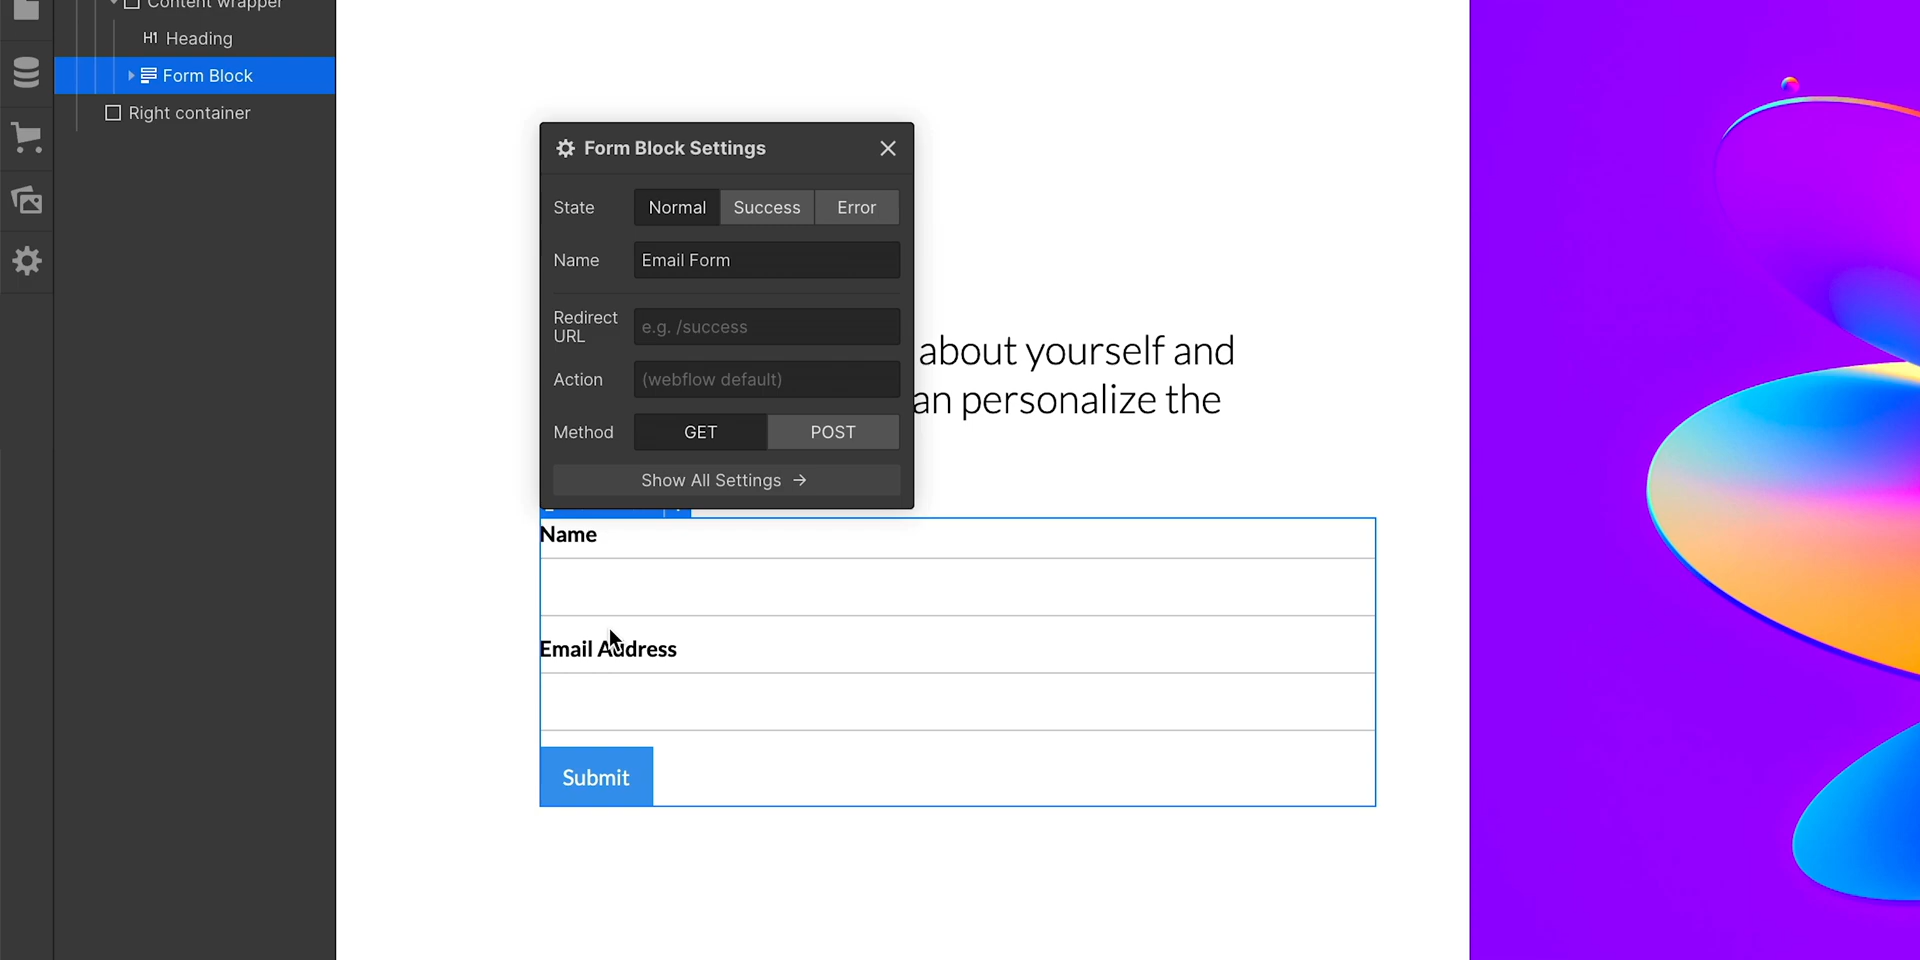 Content wrapper
H1 Heading
Form Block
Right container
Form Block Settings
State Normal Success Error
Name Email Form
Redirect
URL
e.g. /success
Action (webflow default)
Method GET POST
Show All Settings →
about yourself and
an personalize the
Name
Email Address
Submit